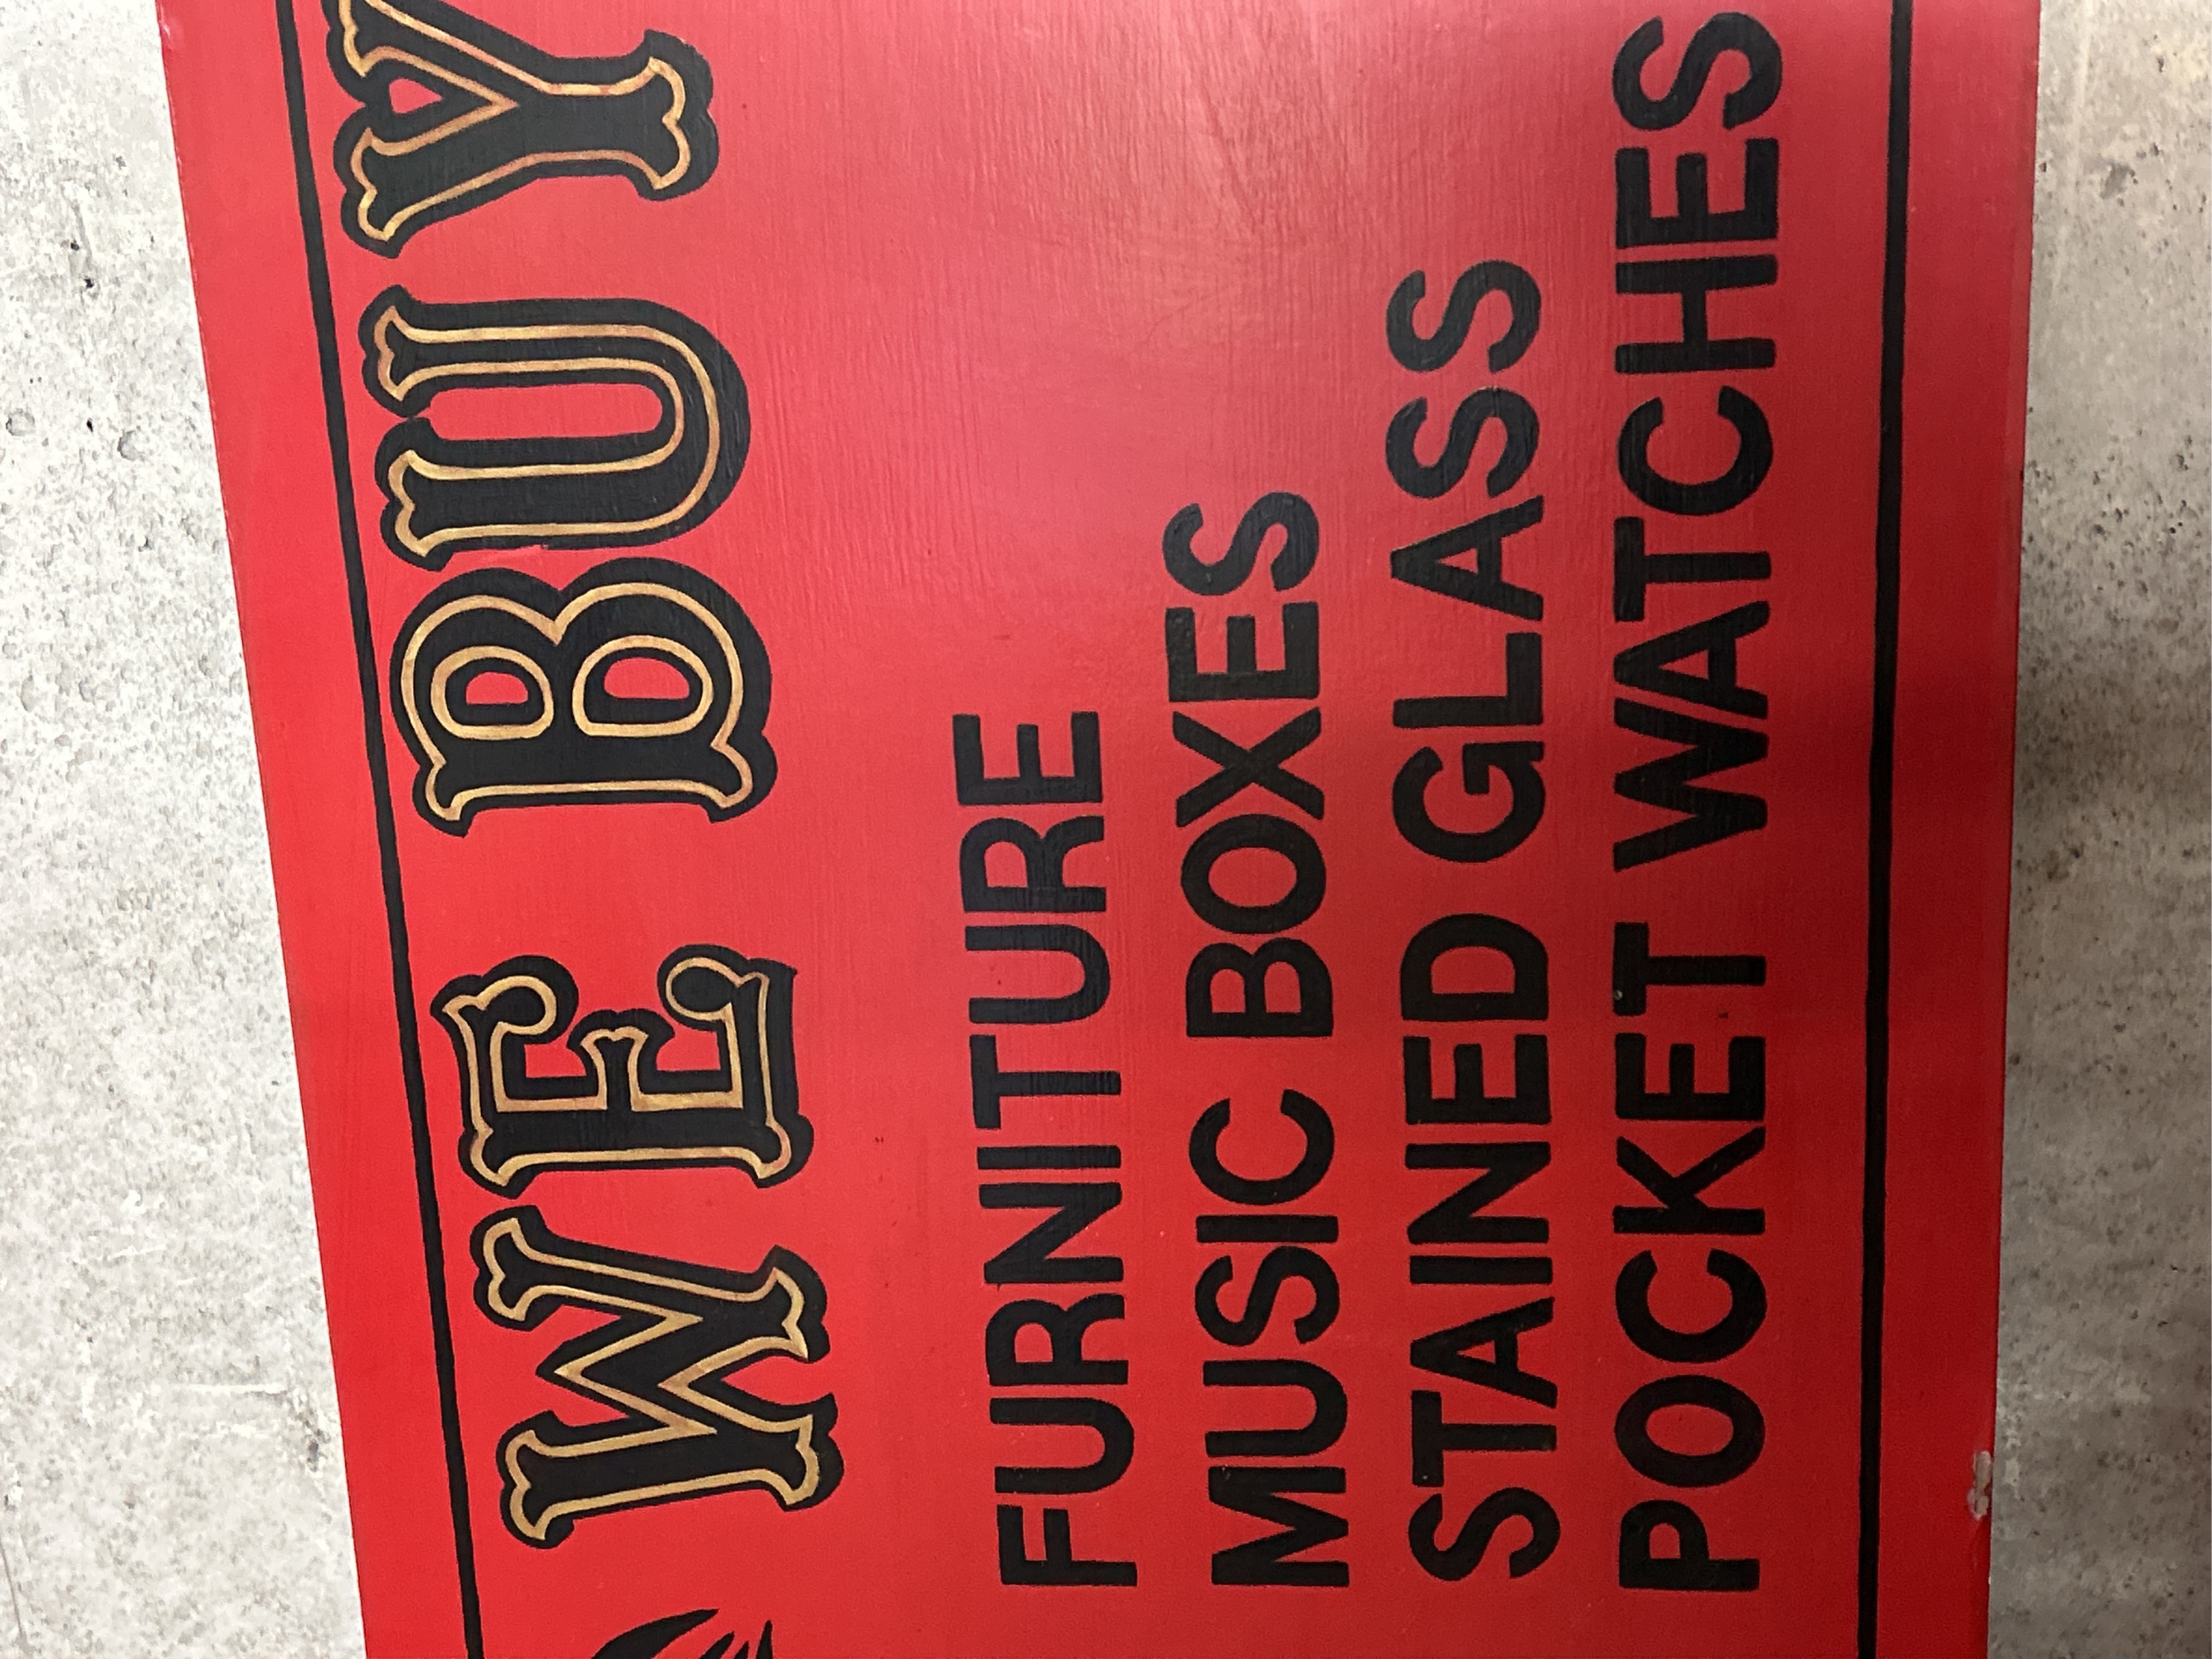 WE BUY
FURNITURE
MUSIC BOXES
STAINED GLASS
POCKET WATCHES